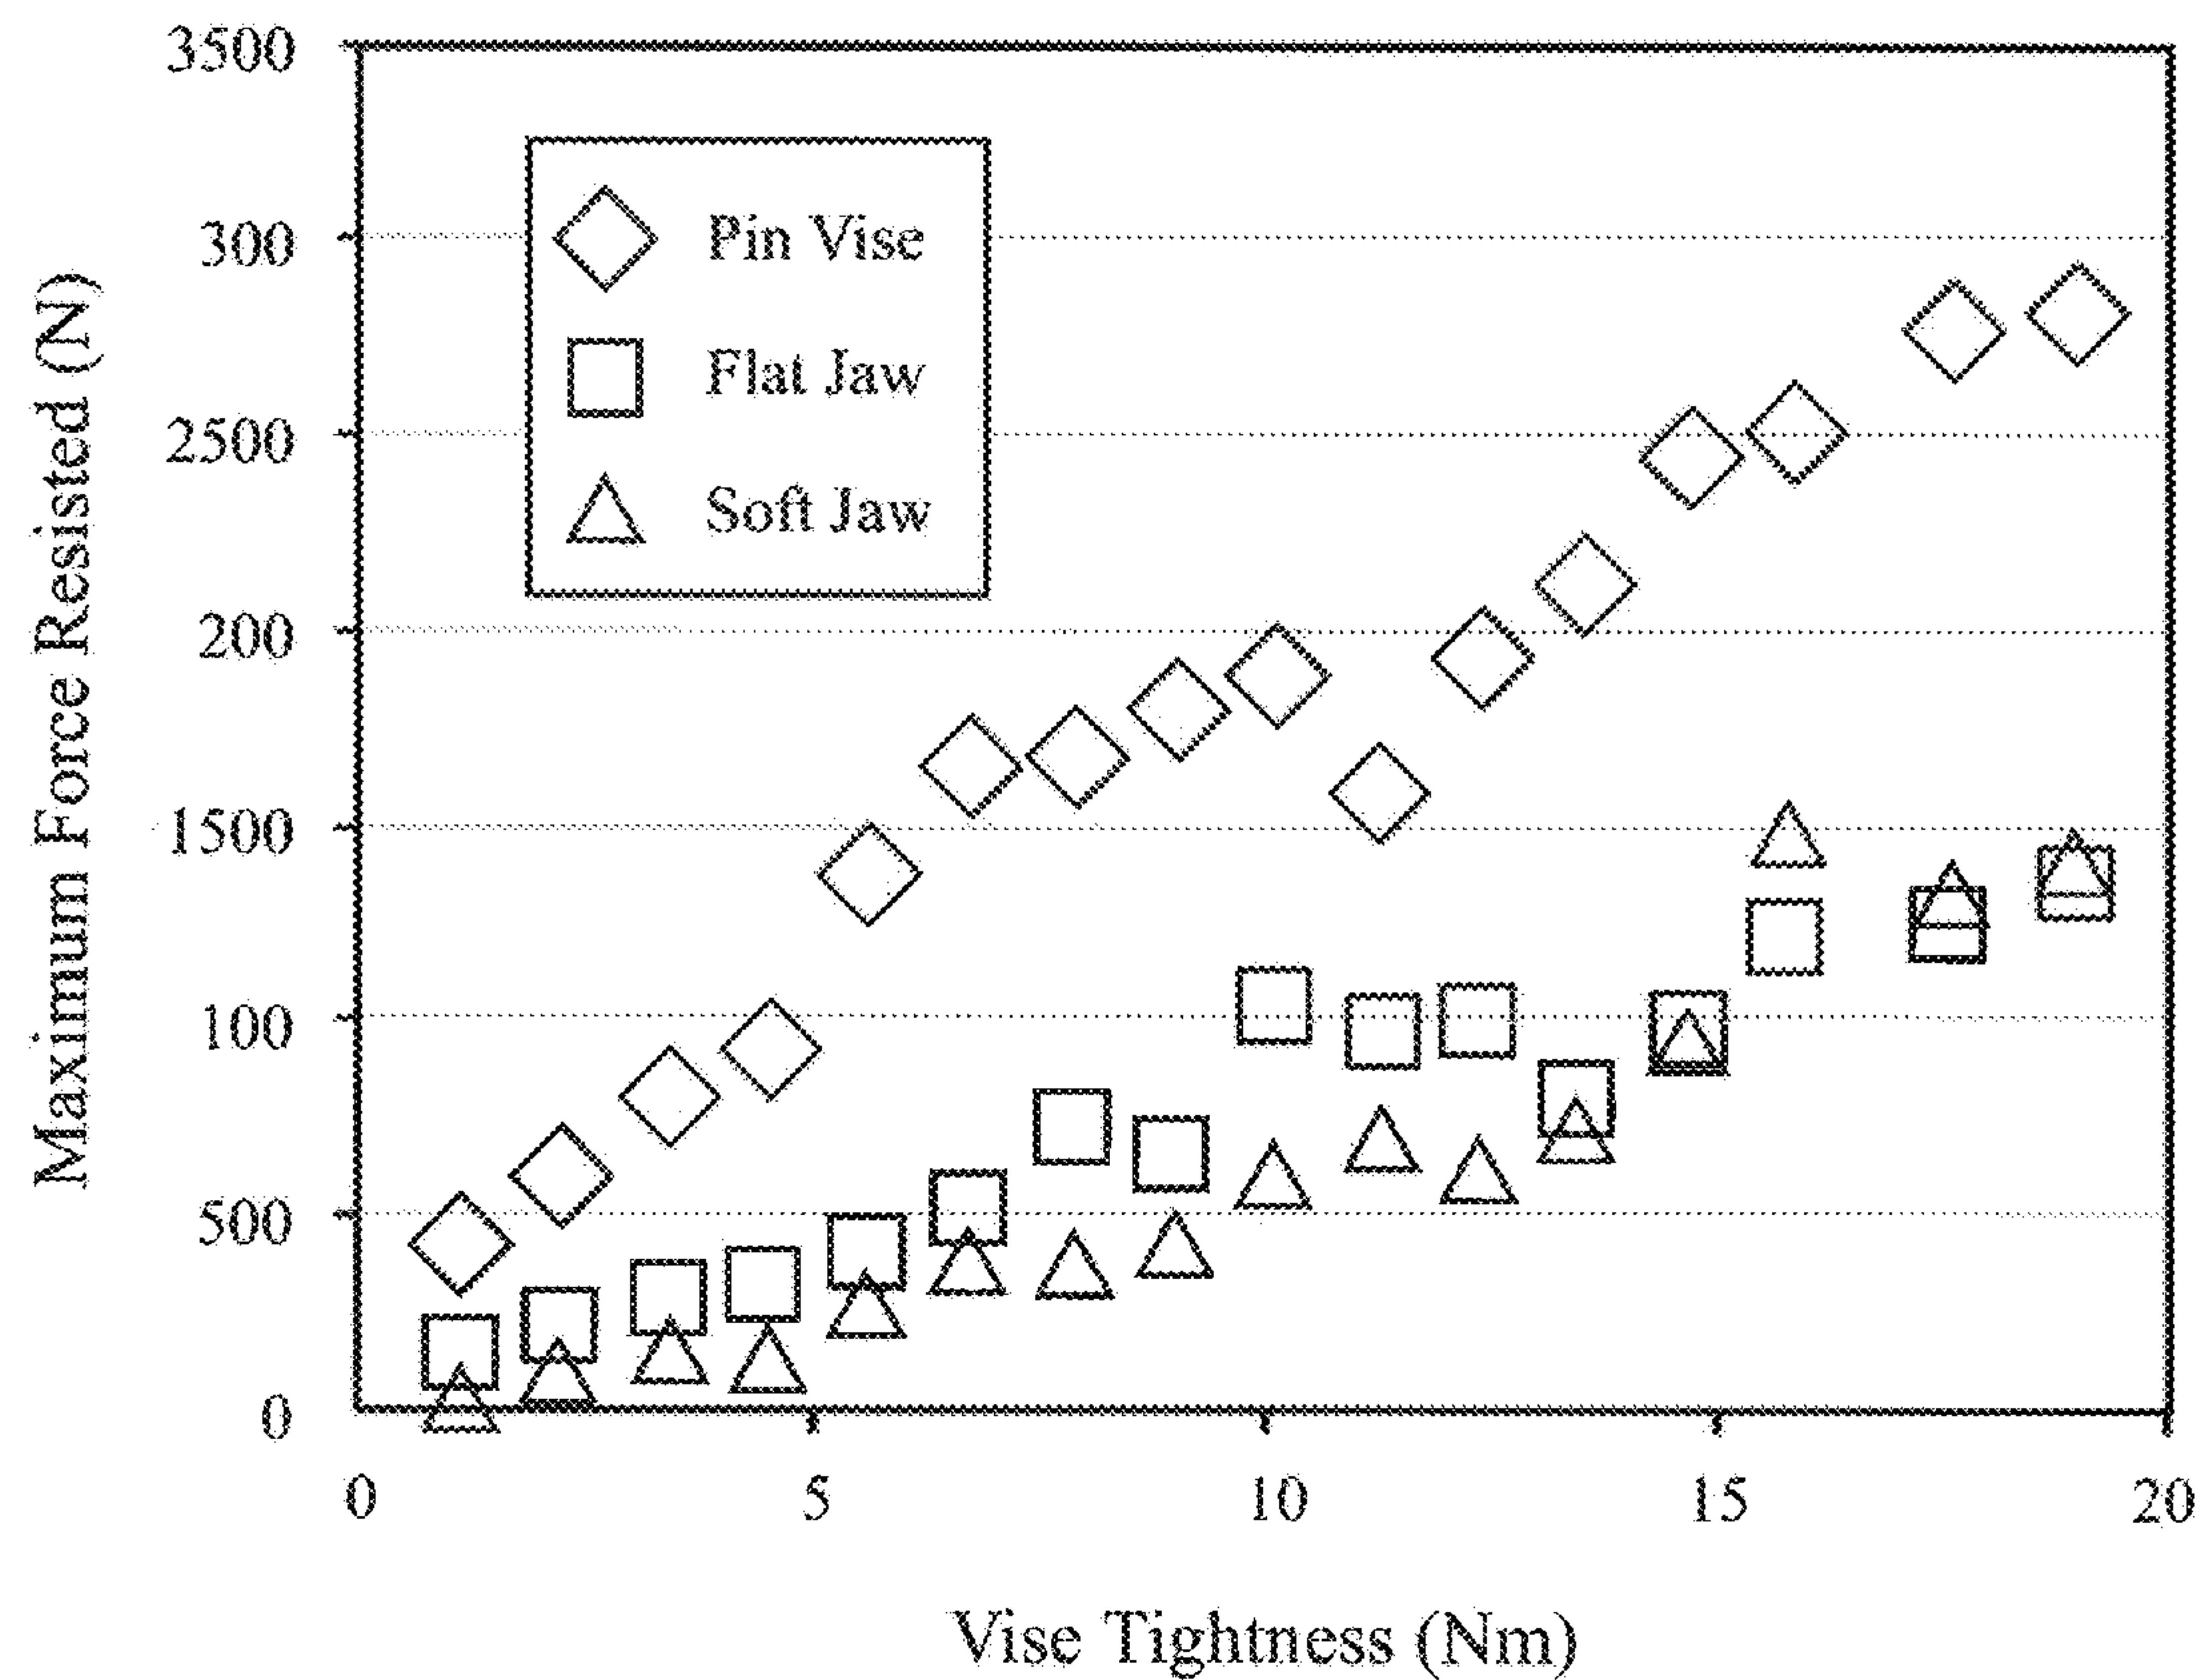 Maximum Force Resisted (N)
3500
300
2500
200
1500
100
500
0
Pin Vise
Flat Jaw
Soft Jaw
0 5 10 15 20
Vise Tightness (Nm)